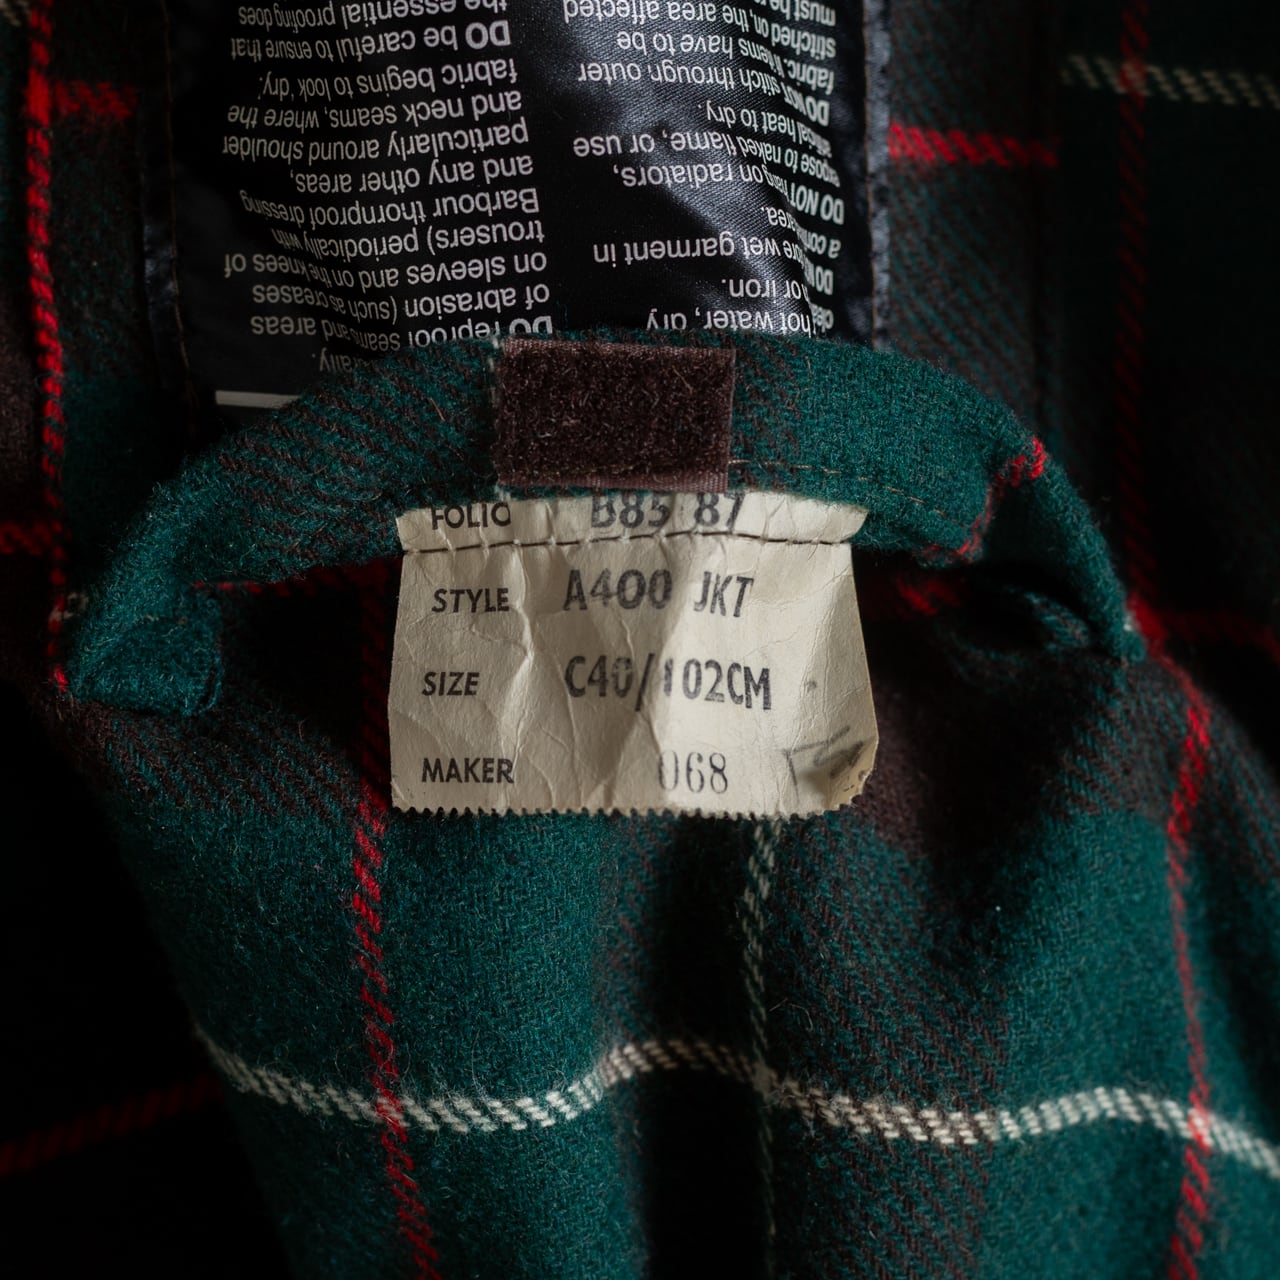 FOLIO B85 87
STYLE A400 JKT
SIZE C40/102CM
MAKER 068
hot water, dry
or iron.
wet garment in
area.
DO NOT hang on radiators,
expose to naked flame, or use
artificial heat to dry.
DO NOT stitch through outer
fabric. If items have to be
stitched on, the area affected
must be
DO reproof seams and areas
of abrasion (such as creases
on sleeves and on the knees of
trousers) periodically with
Barbour thornproof dressing
and any other areas,
particularly around shoulder
and neck seams, where the
fabric begins to look 'dry'.
DO be careful to ensure that
the essential proofing does